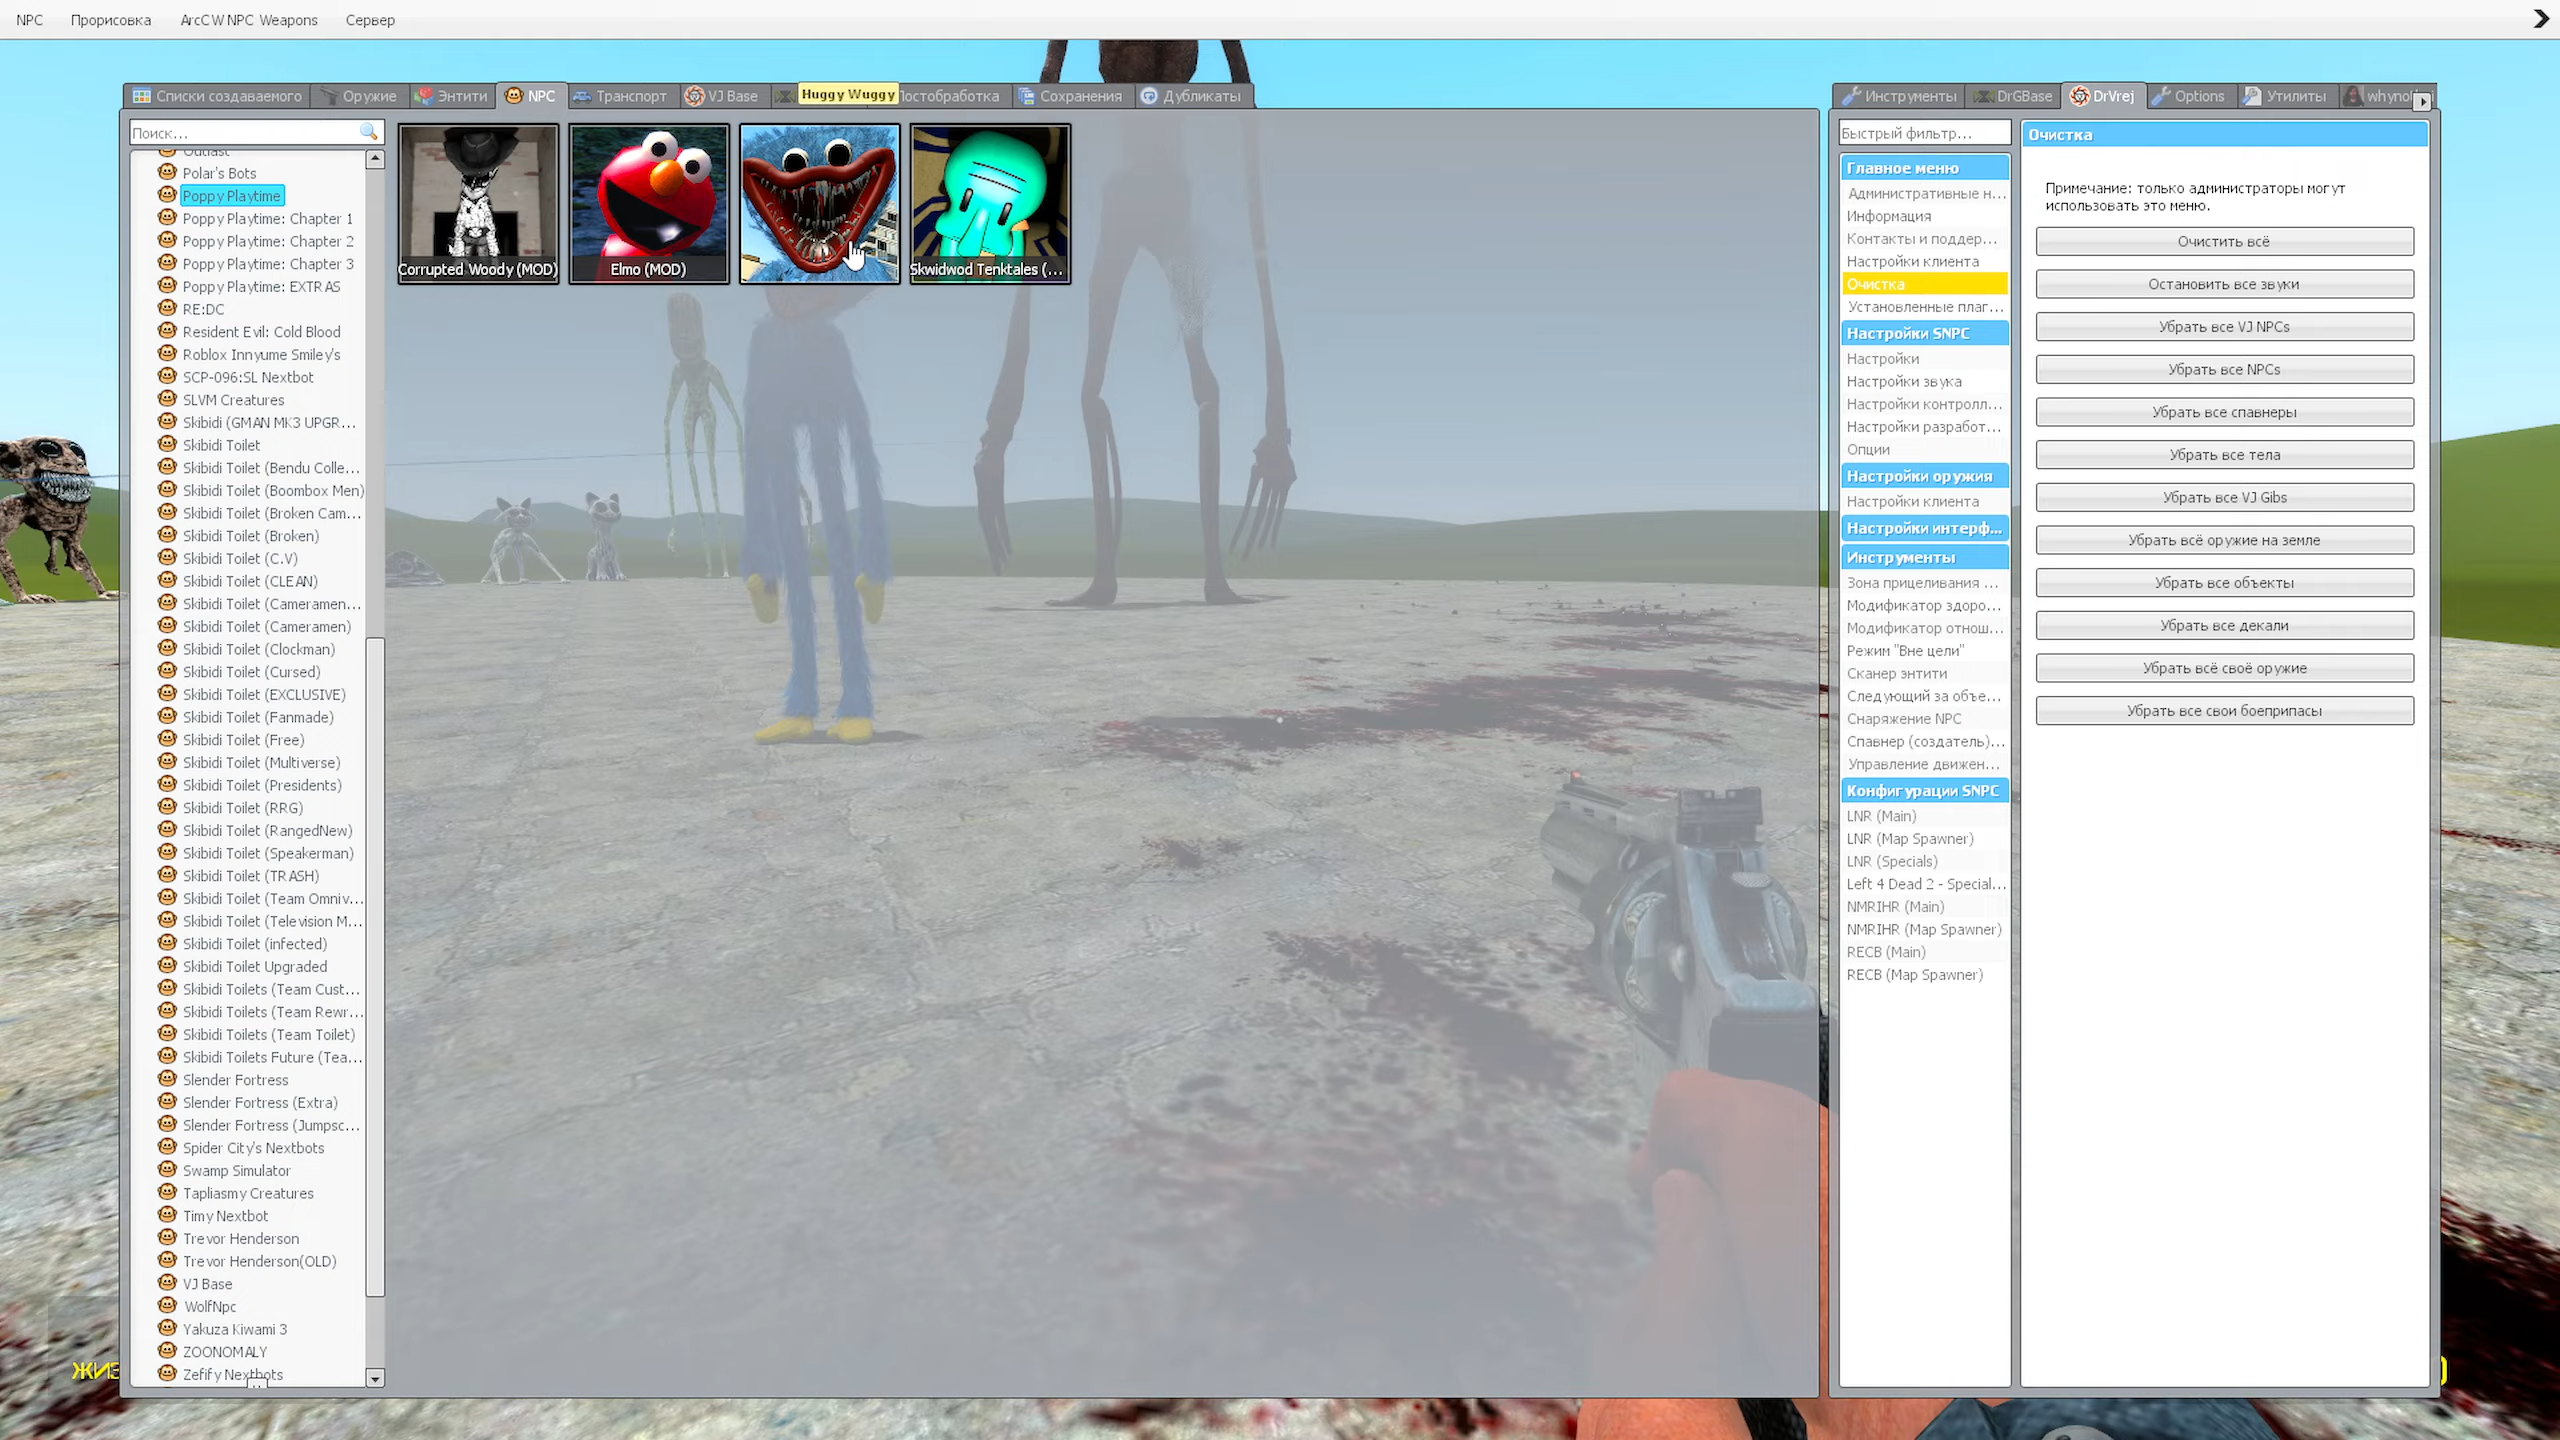 NPC Прорисовка ArcCW NPC Weapons Сервер
Списки создаваемого Оружие Энтити NPC Транспорт VJ Base Huggy Wuggy Постобработка Сохранения Дубликаты
Инструменты DrGBase DrVrej Options Утилиты
Поиск...
Outlast
Polar's Bots
Poppy Playtime
Poppy Playtime: Chapter 1
Poppy Playtime: Chapter 2
Poppy Playtime: Chapter 3
Poppy Playtime: EXTRAS
RE:DC
Resident Evil: Cold Blood
Roblox Innyume Smiley's
SCP-096:SL Nextbot
SLVM Creatures
Skibidi (GMAN MK3 UPGR...
Skibidi Toilet
Skibidi Toilet (Bendu Colle...
Skibidi Toilet (Boombox Men)
Skibidi Toilet (Broken Cam...
Skibidi Toilet (Broken)
Skibidi Toilet (C.V)
Skibidi Toilet (CLEAN)
Skibidi Toilet (Cameramen...
Skibidi Toilet (Cameramen)
Skibidi Toilet (Clockman)
Skibidi Toilet (Cursed)
Skibidi Toilet (EXCLUSIVE)
Skibidi Toilet (Fanmade)
Skibidi Toilet (Free)
Skibidi Toilet (Multiverse)
Skibidi Toilet (Presidents)
Skibidi Toilet (RRG)
Skibidi Toilet (RangedNew)
Skibidi Toilet (Speakerman)
Skibidi Toilet (TRASH)
Skibidi Toilet (Team Omniv...
Skibidi Toilet (Television M...
Skibidi Toilet (infected)
Skibidi Toilet Upgraded
Skibidi Toilets (Team Cust...
Skibidi Toilets (Team Rewr...
Skibidi Toilets (Team Toilet)
Skibidi Toilets Future (Tea...
Slender Fortress
Slender Fortress (Extra)
Slender Fortress (Jumpsc...
Spider City's Nextbots
Swamp Simulator
Tapliasmy Creatures
Timy Nextbot
Trevor Henderson
Trevor Henderson(OLD)
VJ Base
WolfNpc
Yakuza Kiwami 3
ZOONOMALY
Zefify Nextbots
Corrupted Woody (MOD)
Elmo (MOD)
Skwidwod Tenktales (...
Быстрый фильтр...
Главное меню
Административные н...
Информация
Контакты и поддер...
Настройки клиента
Очистка
Установленные плаг...
Настройки SNPC
Настройки
Настройки звука
Настройки контролл...
Настройки разработ...
Опции
Настройки оружия
Настройки клиента
Настройки интерф...
Инструменты
Зона прицеливания ...
Модификатор здоро...
Модификатор отнош...
Режим "Вне цели"
Сканер энтити
Следующий за объе...
Снаряжение NPC
Спавнер (создатель)...
Управление движен...
Конфигурации SNPC
LNR (Main)
LNR (Map Spawner)
LNR (Specials)
Left 4 Dead 2 - Special...
NMRIHR (Main)
NMRIHR (Map Spawner)
RECB (Main)
RECB (Map Spawner)
Очистка
Примечание: только администраторы могут
использовать это меню.
Очистить всё
Остановить все звуки
Убрать все VJ NPCs
Убрать все NPCs
Убрать все спавнеры
Убрать все тела
Убрать все VJ Gibs
Убрать всё оружие на земле
Убрать все объекты
Убрать все декали
Убрать всё своё оружие
Убрать все свои боеприпасы